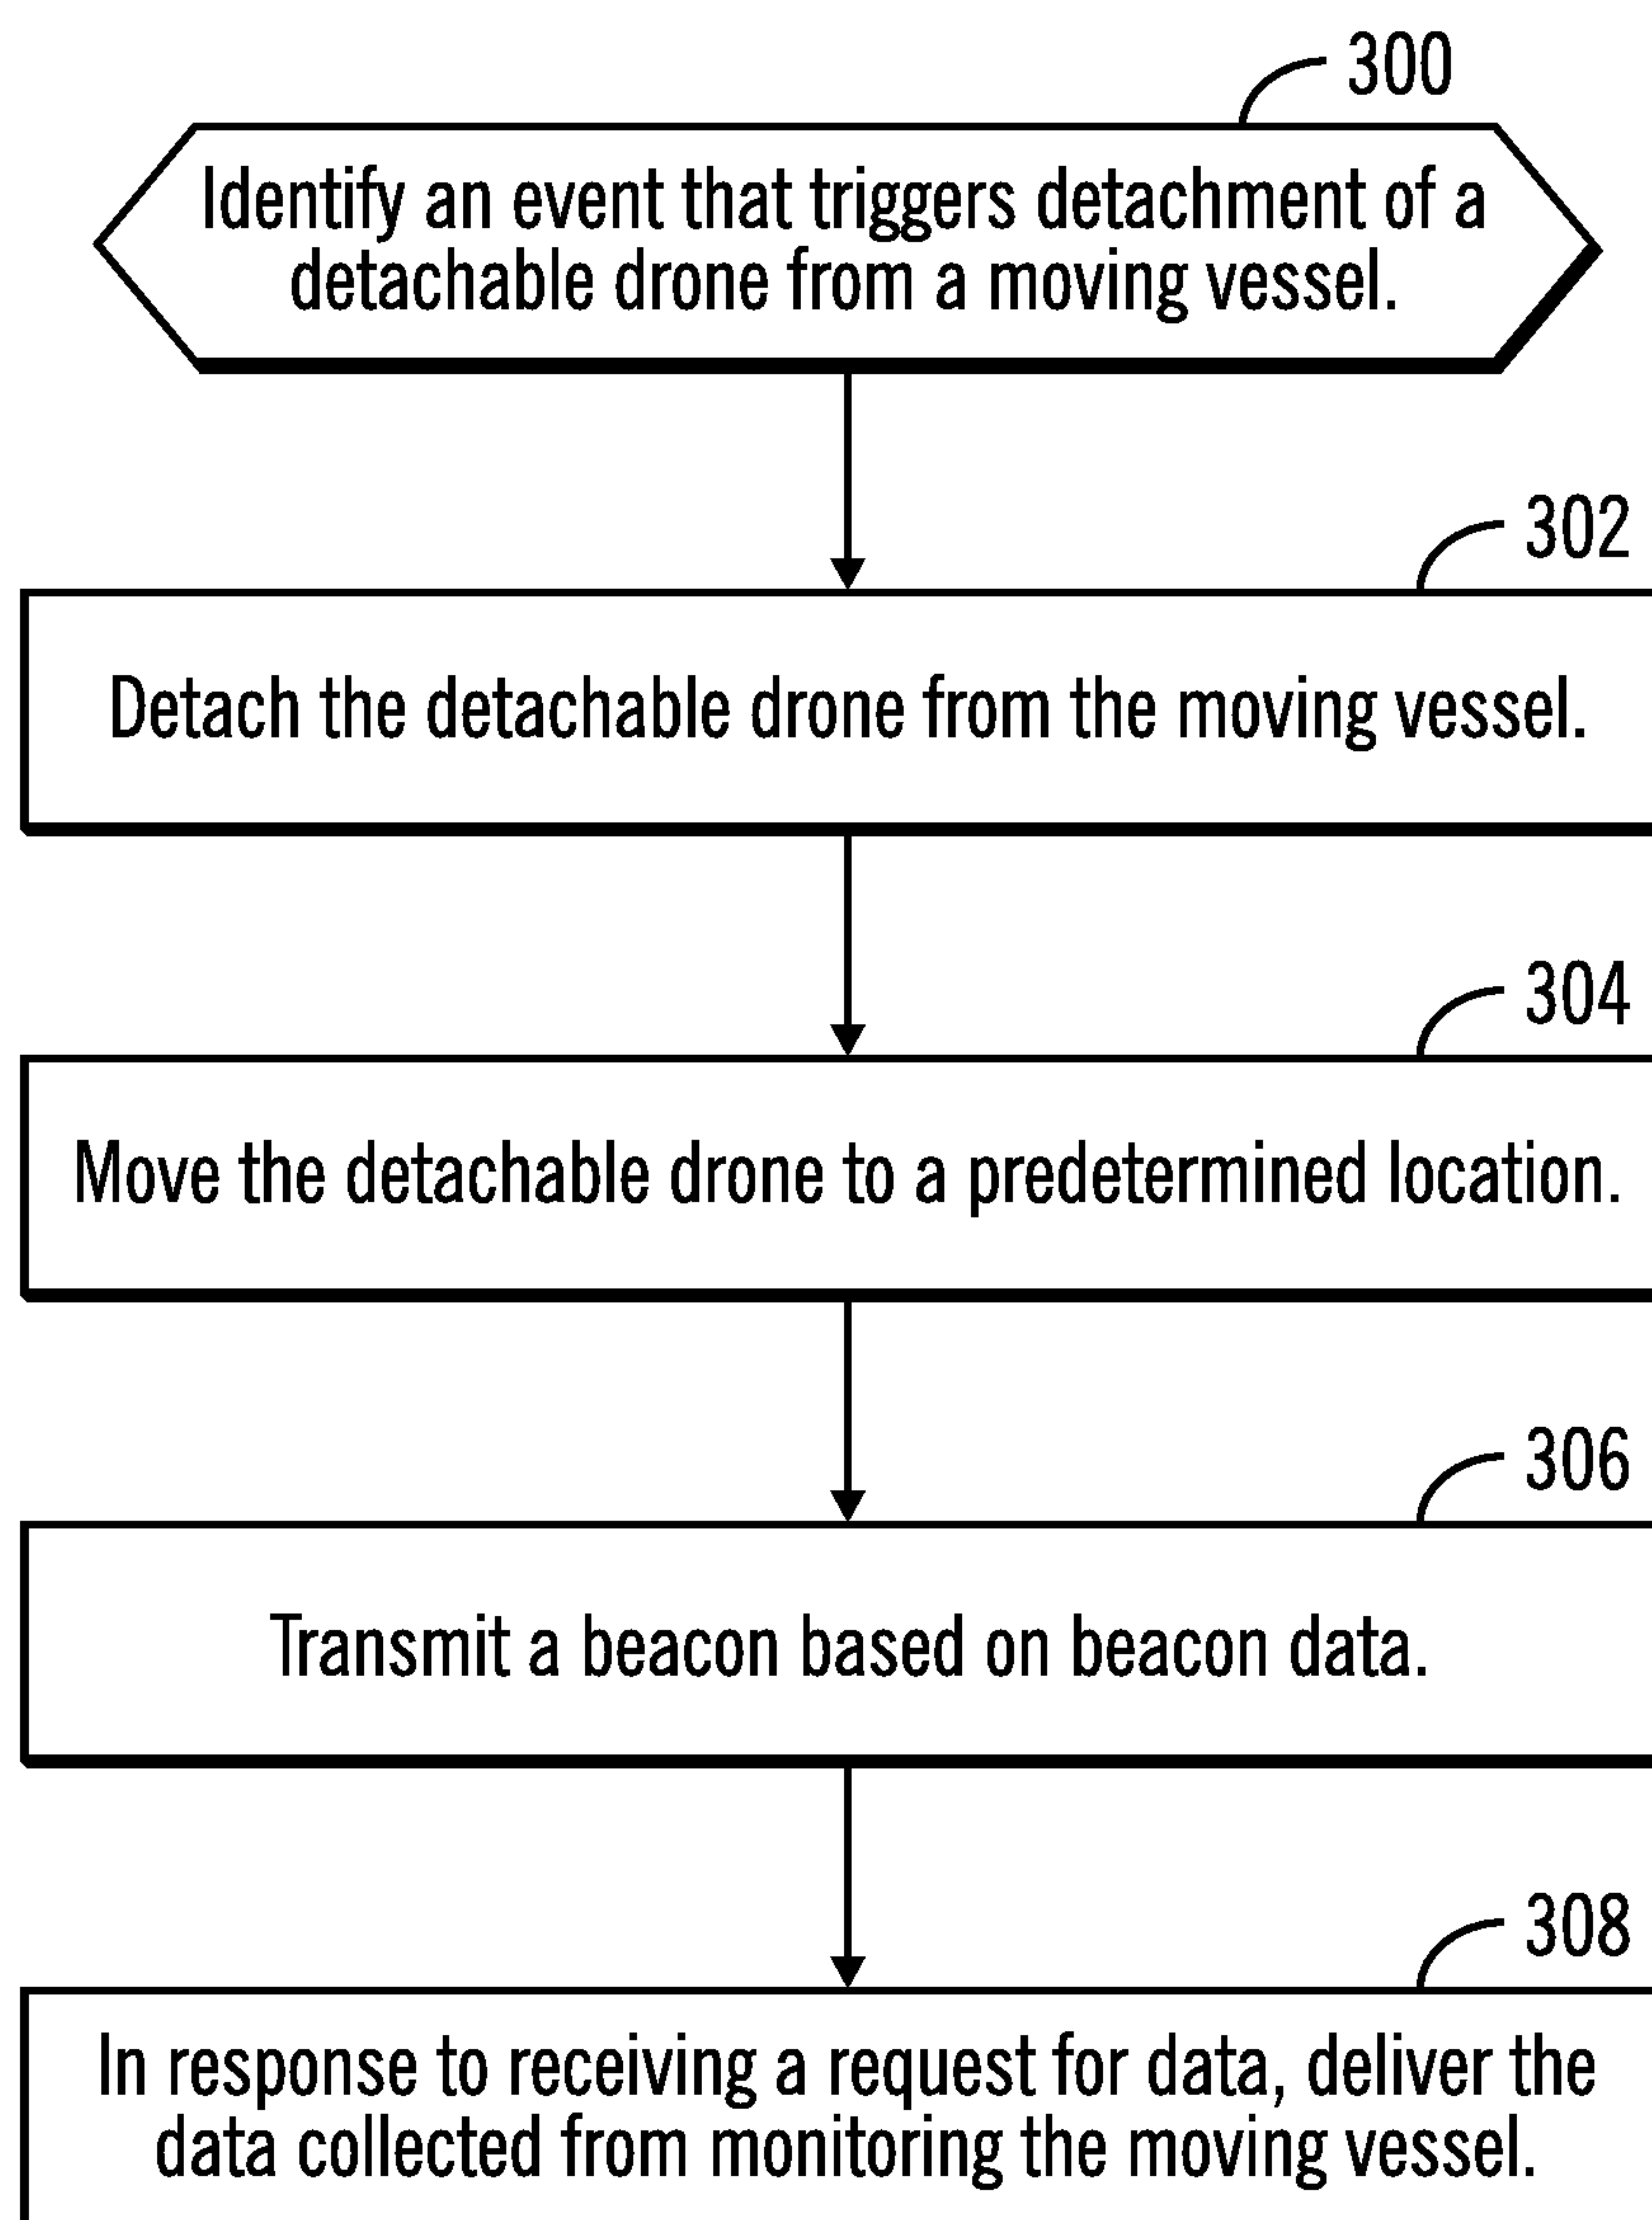 300
Identify an event that triggers detachment of a
detachable drone from a moving vessel.
302
Detach the detachable drone from the moving vessel.
304
Move the detachable drone to a predetermined location.
306
Transmit a beacon based on beacon data.
308
In response to receiving a request for data, deliver the
data collected from monitoring the moving vessel.